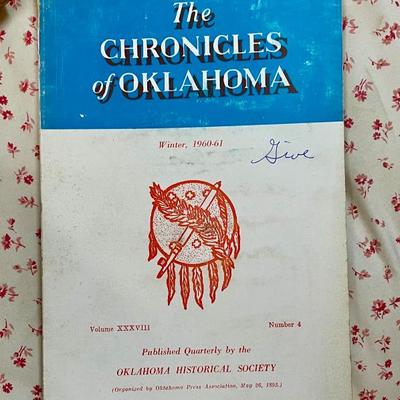 The
CHRONICLES
of OKLAHOMA
Winter, 1960-61
Give
Volume XXXVIII
Number 4
Published Quarterly by the
OKLAHOMA HISTORICAL SOCIETY
(Organized by Oklahoma Press Association, May 26, 1893.)